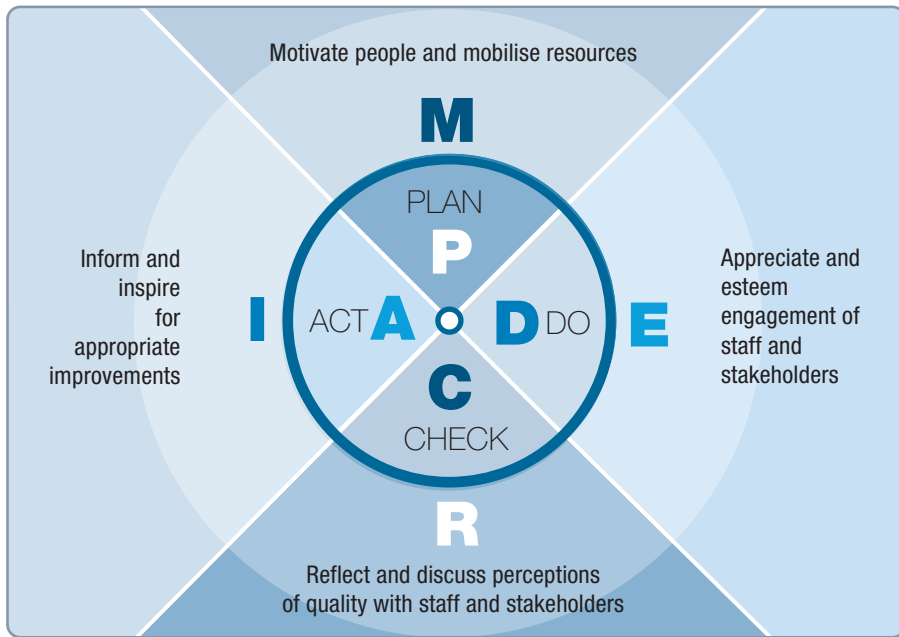 Motivate people and mobilise resources
M
PLAN
P
Inform and
inspire
for
appropriate
improvements
I
ACT A
D DO
E
Appreciate and
esteem
engagement of
staff and
stakeholders
C
CHECK
R
Reflect and discuss perceptions
of quality with staff and stakeholders